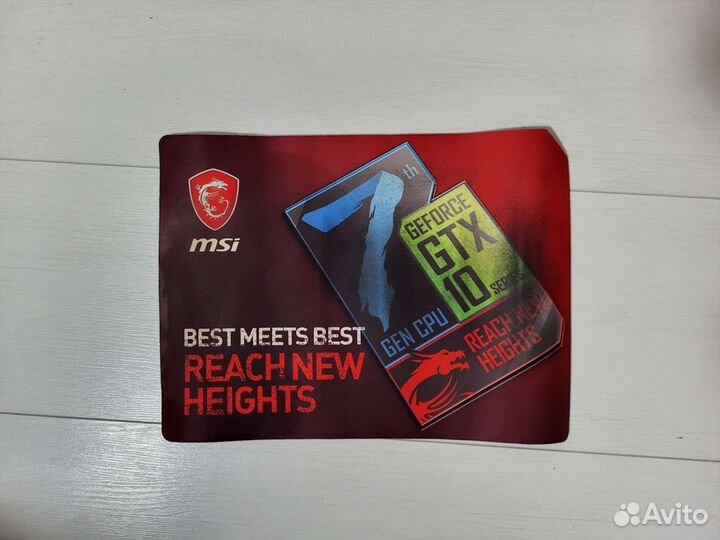 msi
BEST MEETS BEST
REACH NEW
HEIGHTS
7th
GEN CPU
GEFORCE
GTX
10
SERIES
REACH NEW
HEIGHTS
Avito